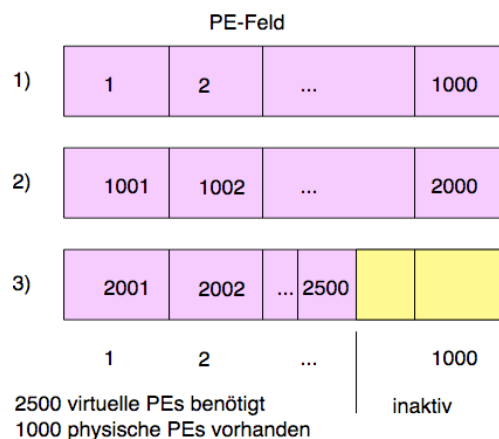 PE-Feld
1) 1 2 ... 1000
2) 1001 1002 ... 2000
3) 2001 2002 ... 2500
1 2 ... 1000
2500 virtuelle PEs benötigt inaktiv
1000 physische PEs vorhanden